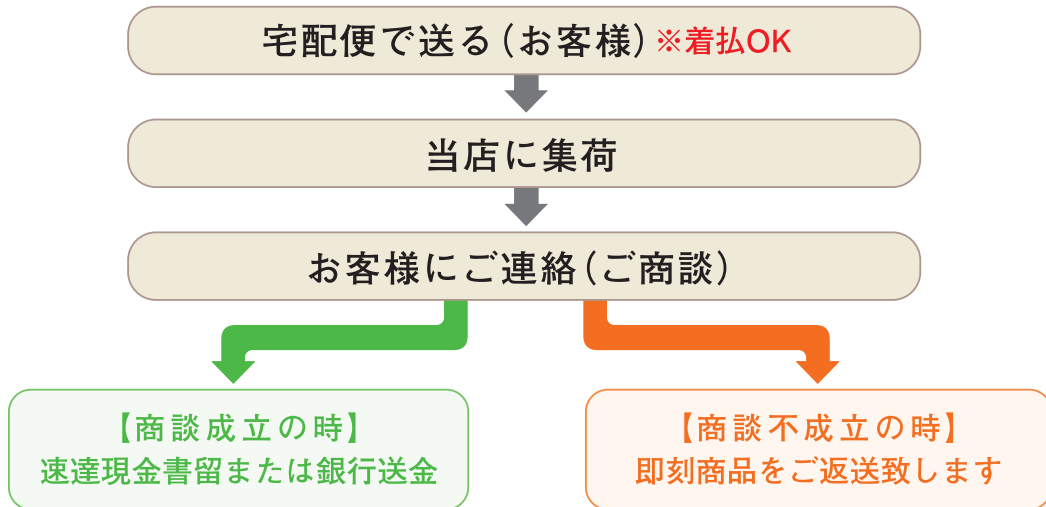 宅配便で送る(お客様)※着払OK
当店に集荷
お客様にご連絡(ご商談)
【商談成立の時】
速達現金書留または銀行送金
【商談不成立の時】
即刻商品をご返送致します